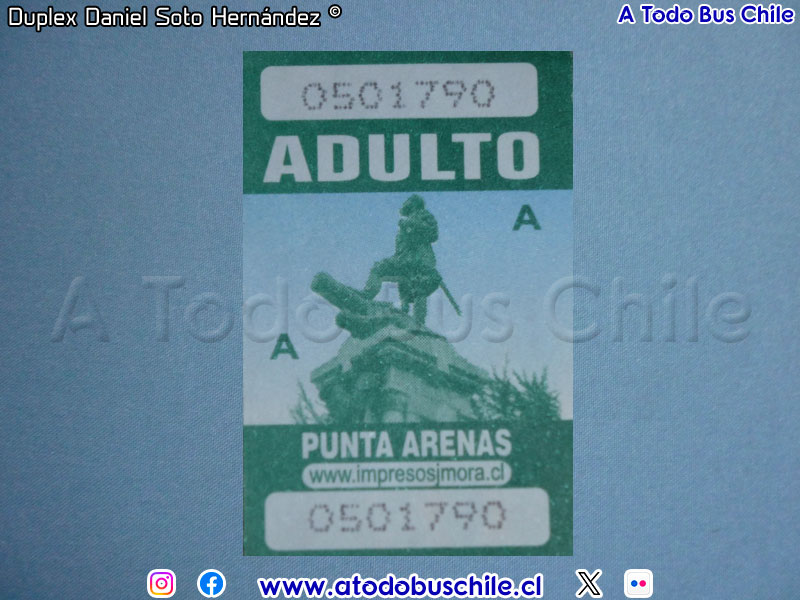 Duplex Daniel Soto Hernández ©
A Todo Bus Chile
0501790
ADULTO
A
A Todo Bus Chile
A
PUNTA ARENAS
www.impresosjmora.cl
0501790
www.atodobuschile.cl